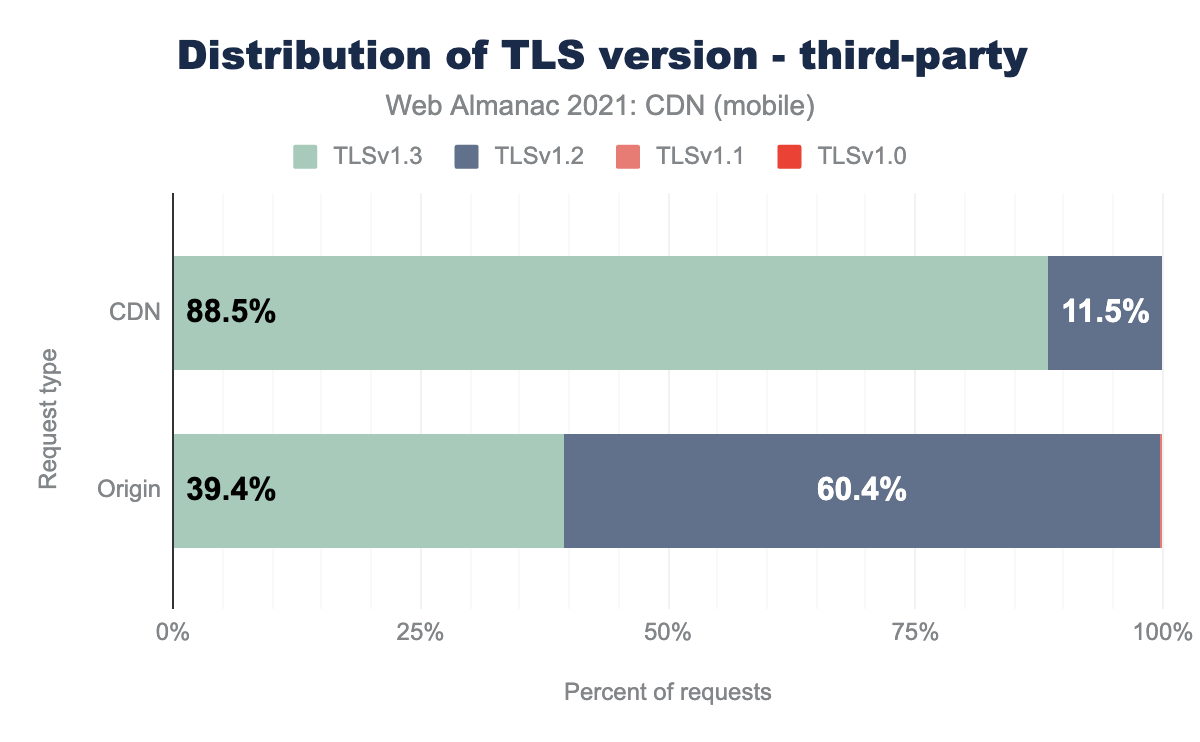 Distribution of TLS version - third-party
Web Almanac 2021: CDN (mobile)
TLSv1.3 TLSv1.2 TLSv1.1 TLSv1.0
Request type
CDN 88.5% 11.5%
Origin 39.4% 60.4%
0% 25% 50% 75% 100%
Percent of requests